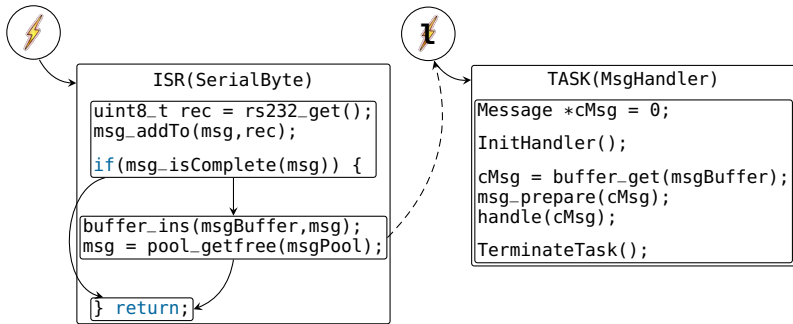 ISR(SerialByte)
uint8_t rec = rs232_get();
msg_addTo(msg,rec);
if(msg_isComplete(msg)) {
buffer_ins(msgBuffer,msg);
msg = pool_getfree(msgPool);
} return;
1
TASK(MsgHandler)
Message *cMsg = 0;
InitHandler();
cMsg = buffer_get(msgBuffer);
msg_prepare(cMsg);
handle(cMsg);
TerminateTask();